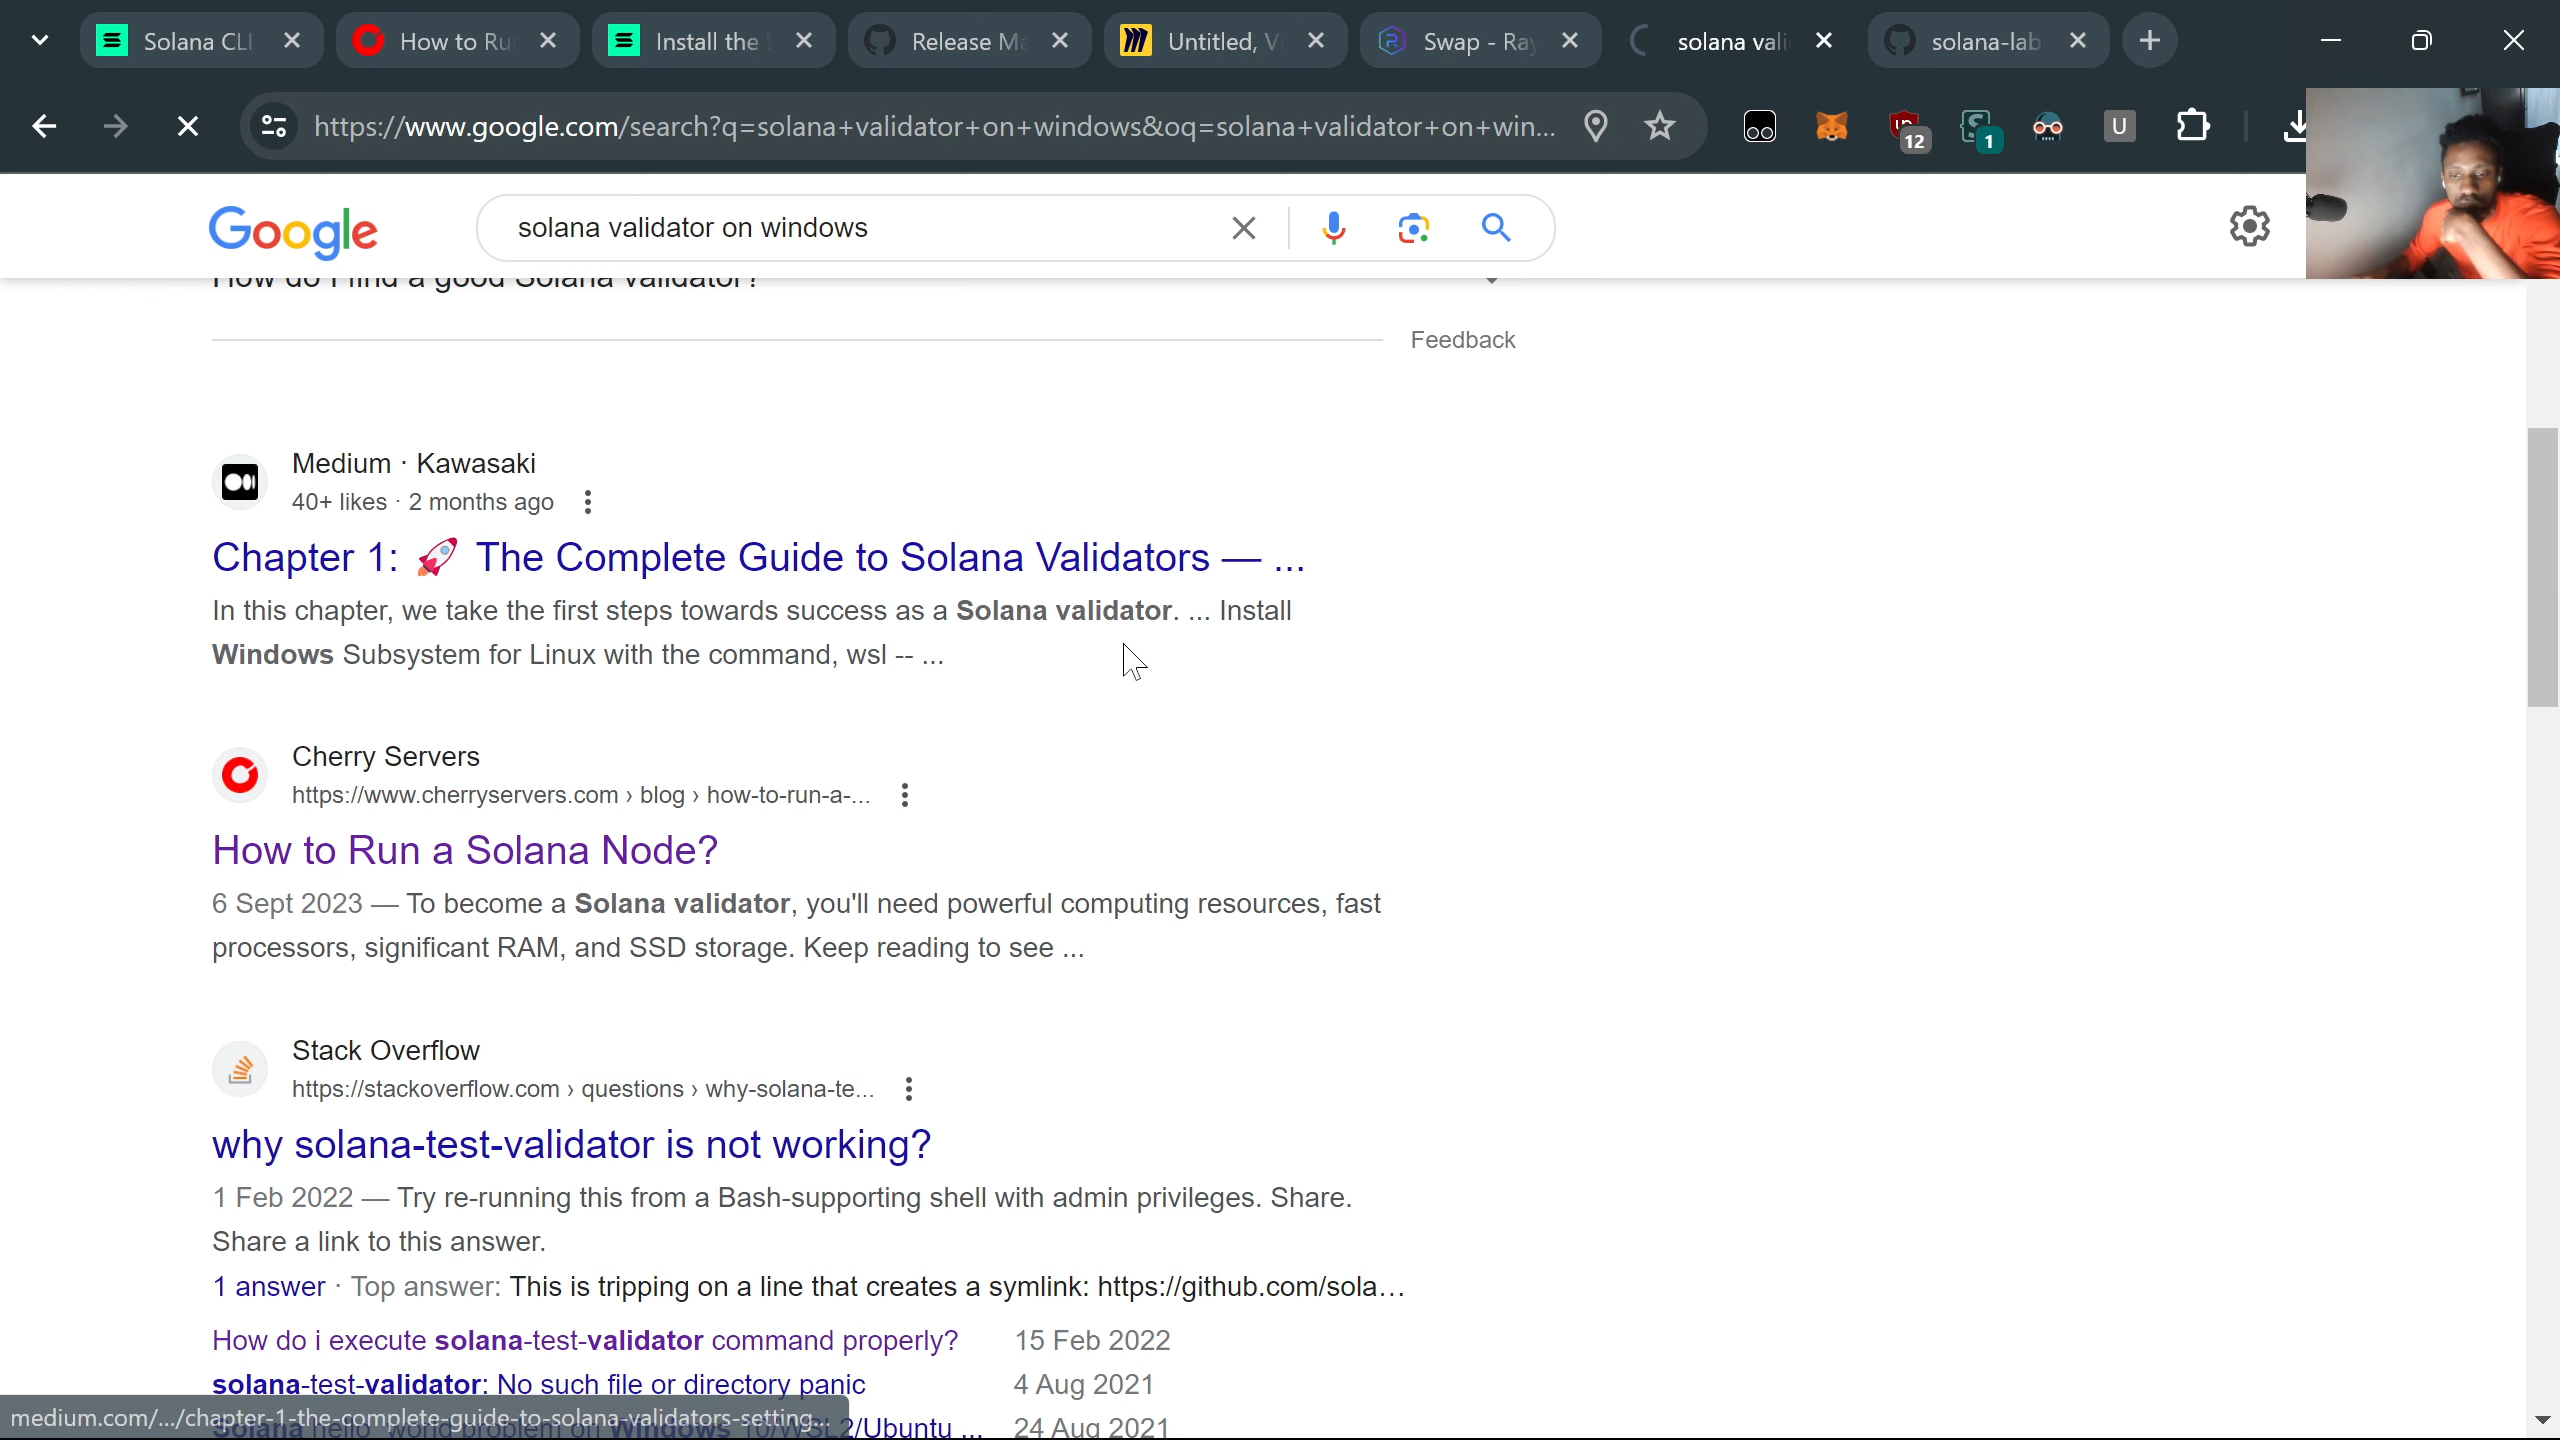 Solana CLI
How to Ru
Install the S
Release Ma
Untitled, Vi
Swap - Ray
solana vali
solana-lab
https://www.google.com/search?q=solana+validator+on+windows&oq=solana+validator+on+win...
12
1
U
Google
solana validator on windows
How do I find a good Solana validator?
Feedback
Medium · Kawasaki
40+ likes · 2 months ago
Chapter 1: 🚀 The Complete Guide to Solana Validators — ...
In this chapter, we take the first steps towards success as a Solana validator. ... Install
Windows Subsystem for Linux with the command, wsl -- ...
Cherry Servers
https://www.cherryservers.com › blog › how-to-run-a-...
How to Run a Solana Node?
6 Sept 2023 — To become a Solana validator, you'll need powerful computing resources, fast
processors, significant RAM, and SSD storage. Keep reading to see ...
Stack Overflow
https://stackoverflow.com › questions › why-solana-te...
why solana-test-validator is not working?
1 Feb 2022 — Try re-running this from a Bash-supporting shell with admin privileges. Share.
Share a link to this answer.
1 answer · Top answer: This is tripping on a line that creates a symlink: https://github.com/sola...
How do i execute solana-test-validator command properly? 15 Feb 2022
solana-test-validator: No such file or directory panic 4 Aug 2021
Solana hello world problem on Windows 10/WSL2/Ubuntu ... 24 Aug 2021
medium.com/.../chapter-1-the-complete-guide-to-solana-validators-setting...